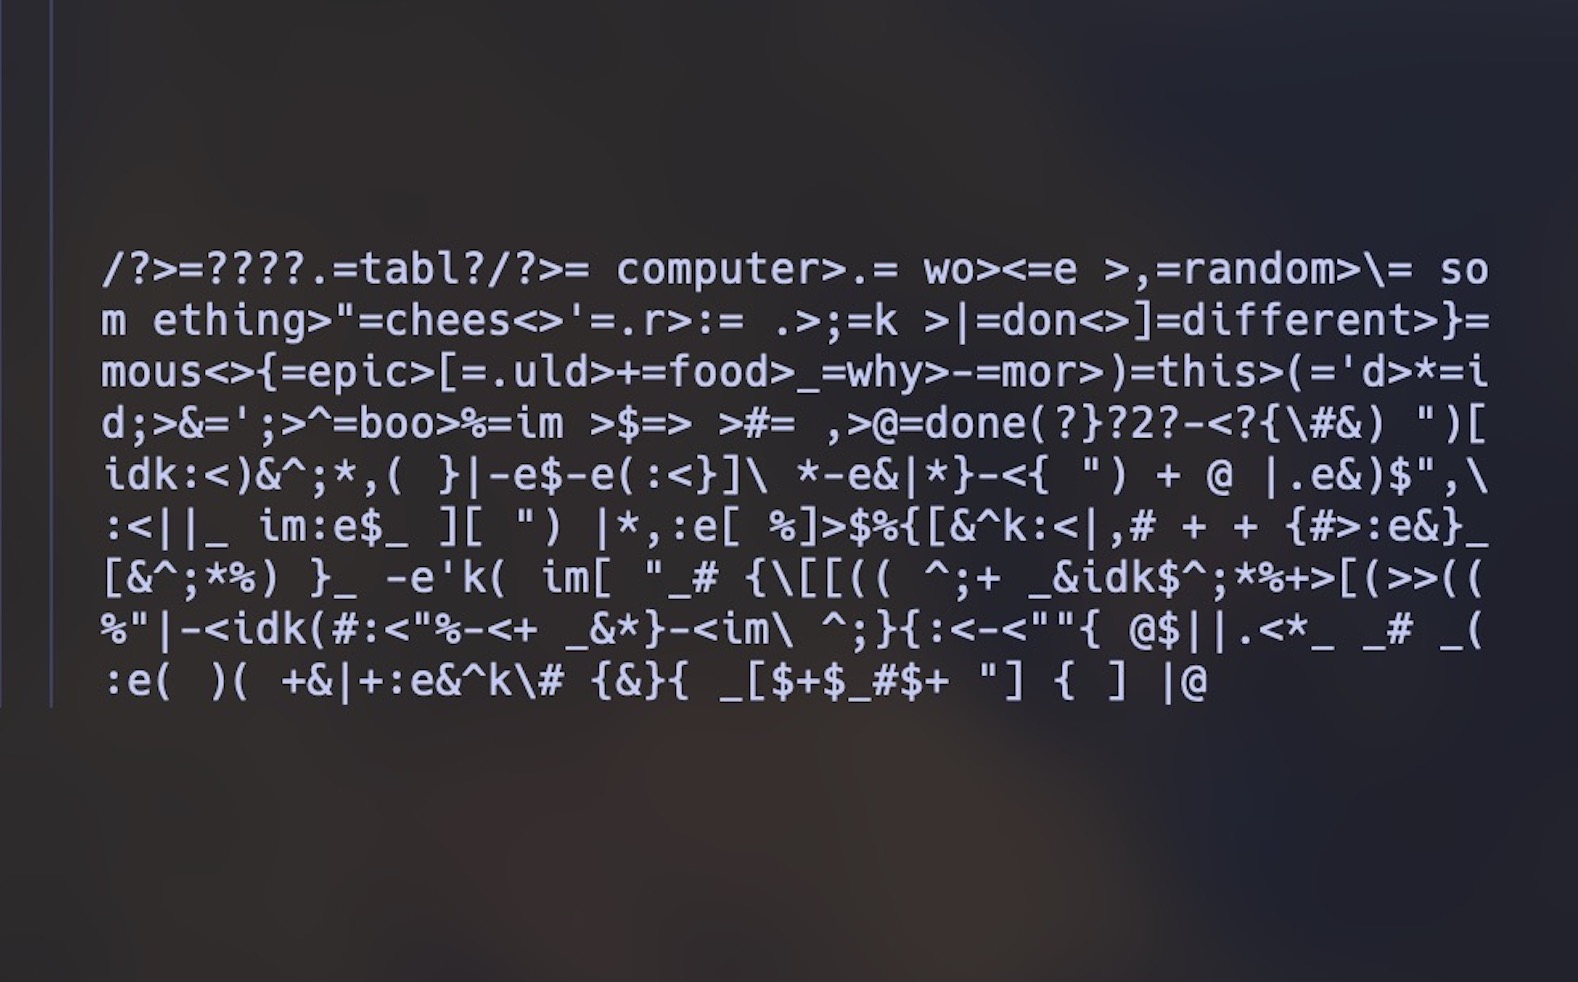 /?>=????.=tabl?/?>= computer>.= wo><=e >,=random>\= so
m ething>"=chees<>'=.r>:= .>;=k >|=don<>]=different>}=
mous<>{=epic>[=.uld>+=food>_=why>-=mor>)=this>(='d>*=i
d;>&=';>^=boo>%=im >$=> >#= ,>@=done(?}?2?-<?{\#&) ")[
idk:<)&^;*,( }|-e$-e(:<}]\ *-e&|*}-<{ ") + @ |.e&)$",\
:<||_ im:e$_ ][ ") |*,:e[ %]>$%{[&^k:<|,# + + {#>:e&}_
[&^;*%) }_ -e'k( im[ "_# {\[[(( ^;+ _&idk$^;*%+>[(>>((
%"|-<idk(#:<"%-<+ _&*}-<im\ ^;}{:<-<""{ @$||.<*_ _# _(
:e( )( +&|+:e&^k\# {&}{ _[$+$_#$+ "] { ] |@